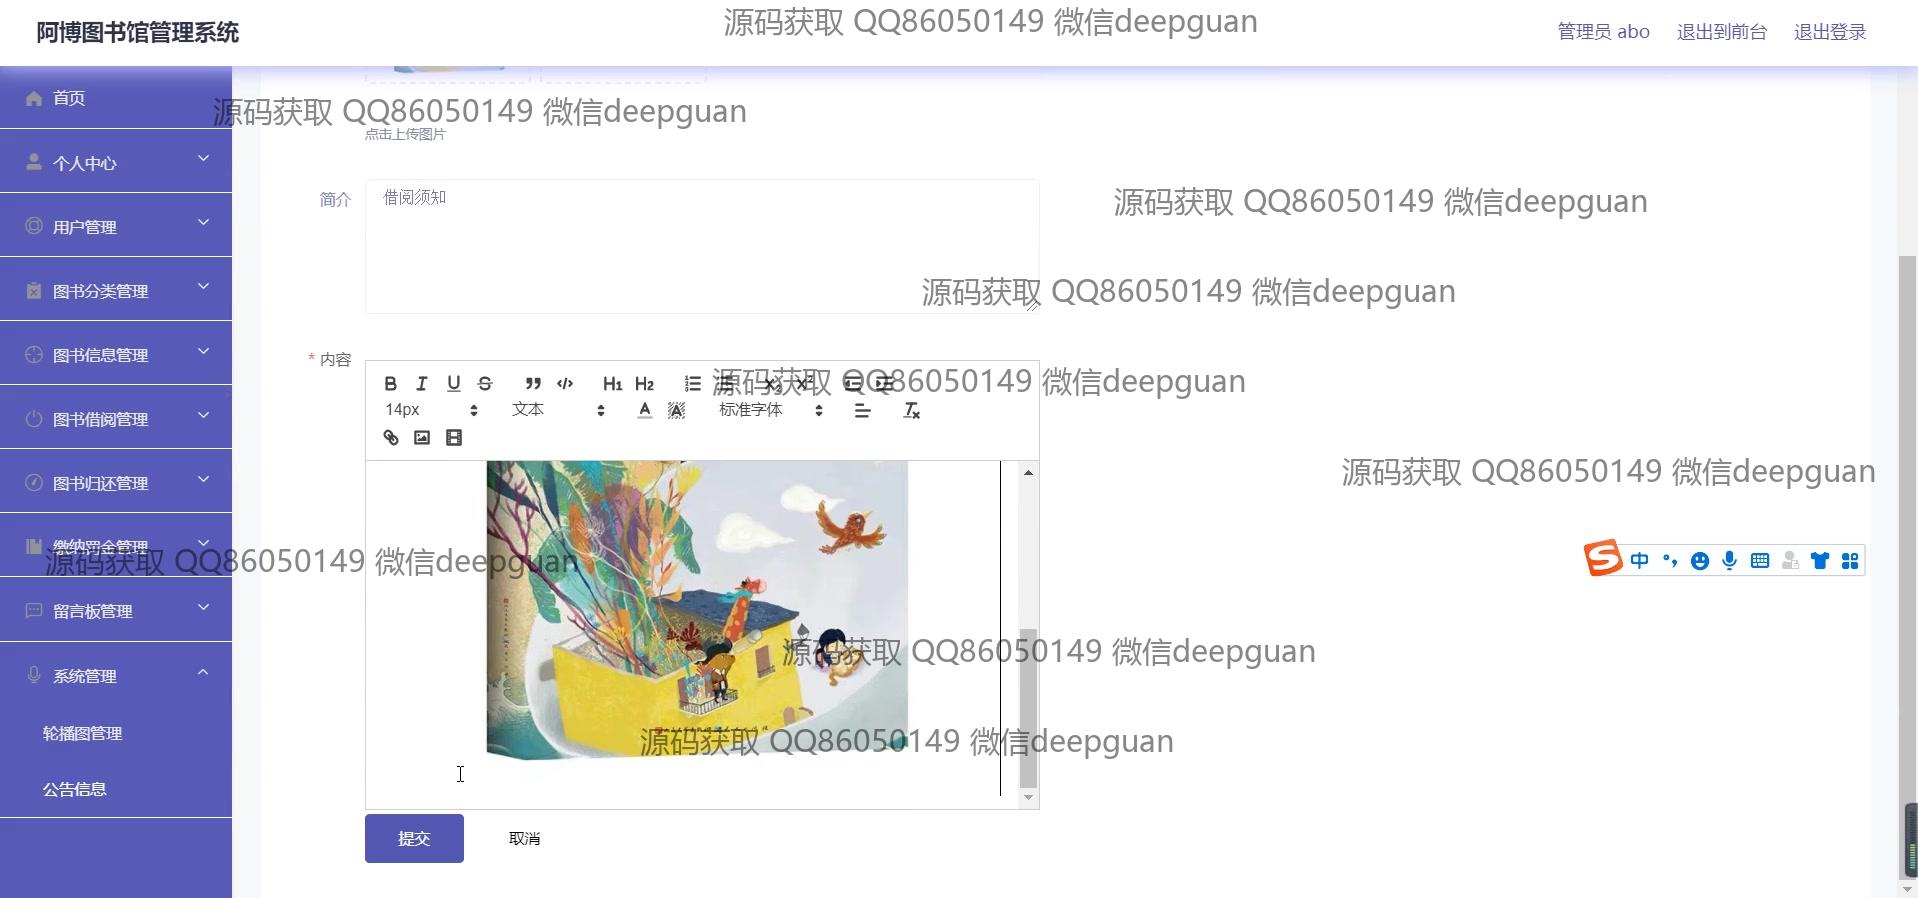 阿博图书馆管理系统
源码获取 QQ86050149 微信deepguan
管理员 abo
退出到前台
退出登录
首页
源码获取 QQ86050149 微信deepguan
点击上传图片
个人中心
简介
借阅须知
源码获取 QQ86050149 微信deepguan
用户管理
图书分类管理
源码获取 QQ86050149 微信deepguan
图书信息管理
* 内容
B I U S H1 H2
源码获取 QQ86050149 微信deepguan
14px 文本 标准字体
图书借阅管理
源码获取 QQ86050149 微信deepguan
图书归还管理
缴纳罚金管理
源码获取 QQ86050149 微信deepguan
中
留言板管理
源码获取 QQ86050149 微信deepguan
系统管理
轮播图管理
源码获取 QQ86050149 微信deepguan
公告信息
提交
取消